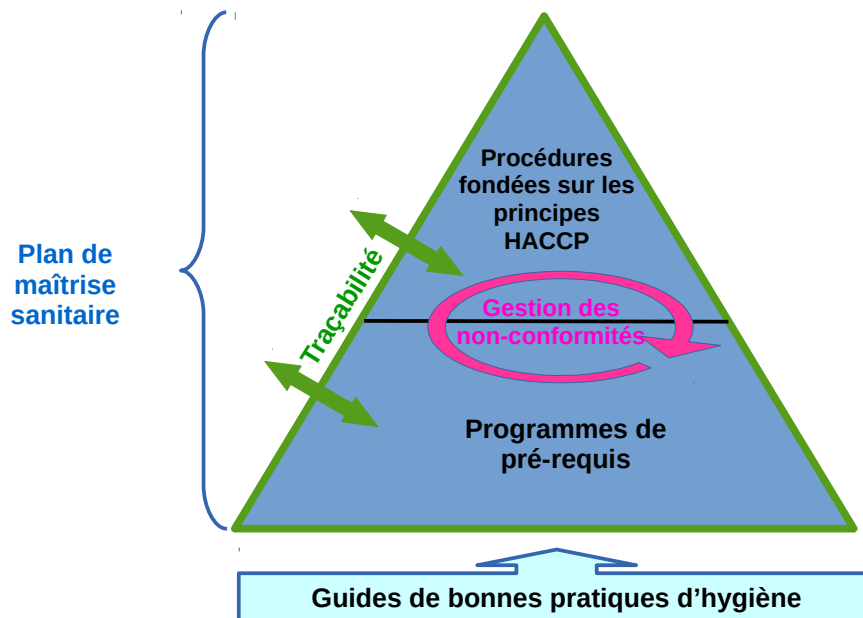 Procédures
fondées sur les
principes
HACCP
Plan de
maîtrise
sanitaire
Traçabilité
Gestion des
non-conformités
Programmes de
pré-requis
Guides de bonnes pratiques d’hygiène